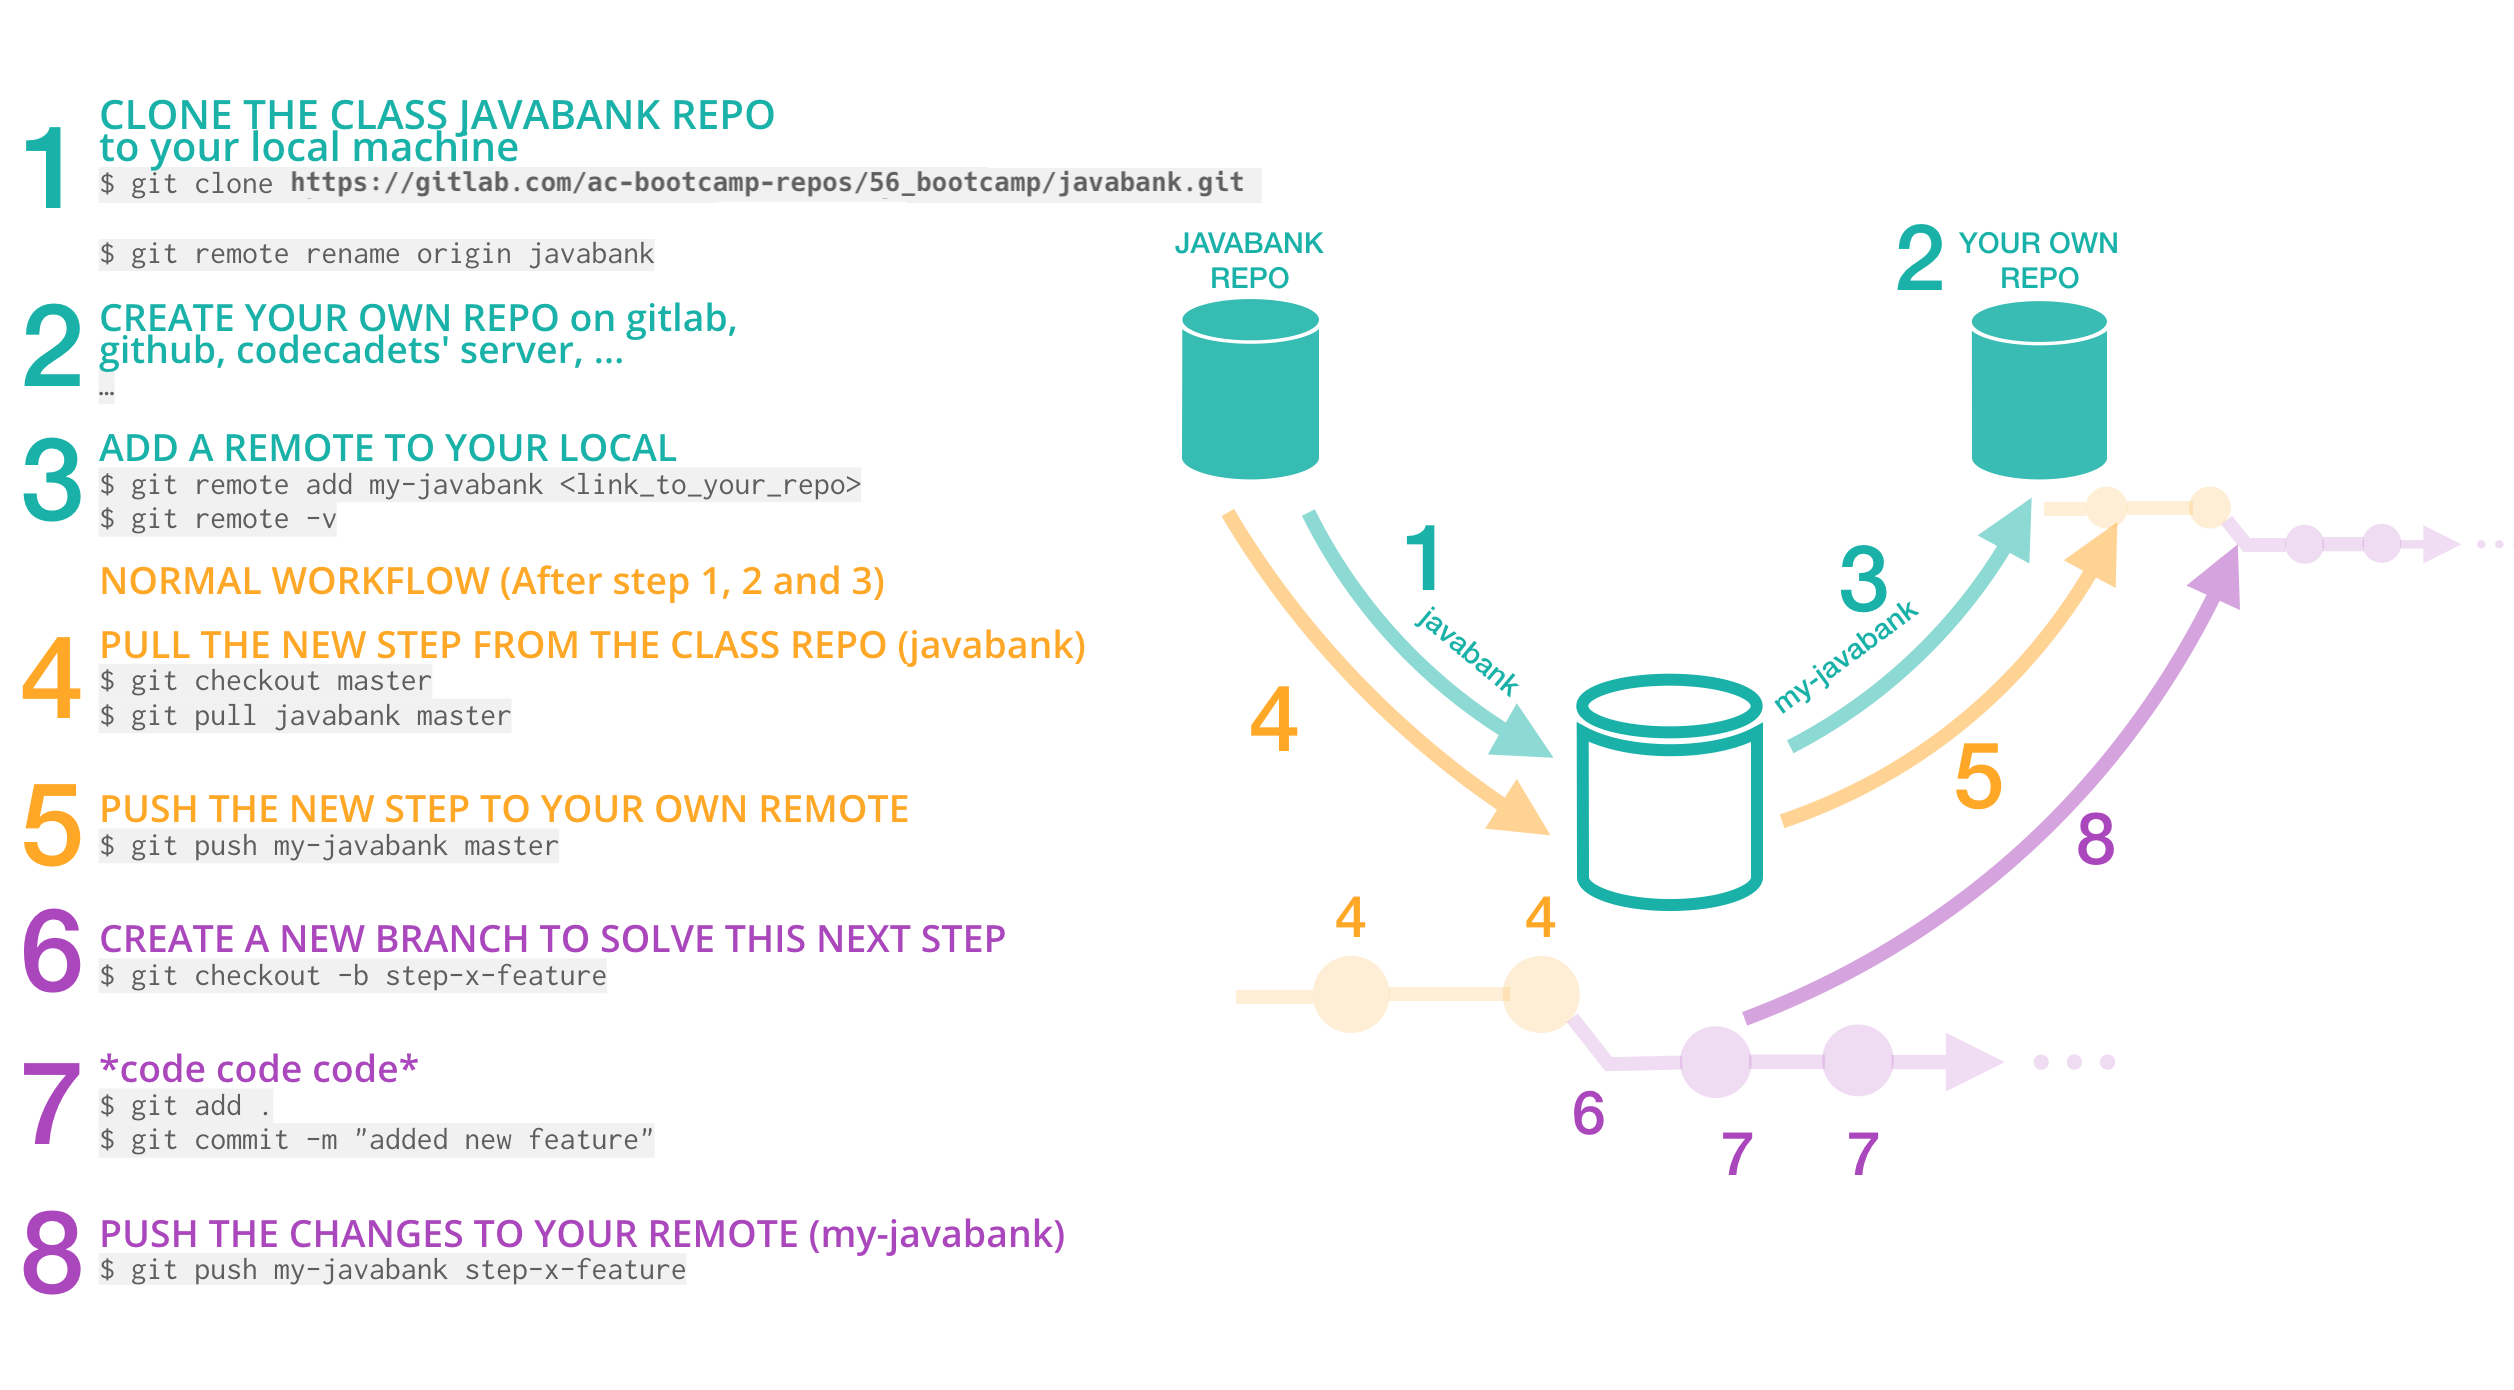 1
CLONE THE CLASS JAVABANK REPO
to your local machine
$ git clone https://gitlab.com/ac-bootcamp-repos/56_bootcamp/javabank.git
$ git remote rename origin javabank
2
CREATE YOUR OWN REPO on gitlab,
github, codecadets' server, ...
…
3
ADD A REMOTE TO YOUR LOCAL
$ git remote add my-javabank <link_to_your_repo>
$ git remote -v
NORMAL WORKFLOW (After step 1, 2 and 3)
4
PULL THE NEW STEP FROM THE CLASS REPO (javabank)
$ git checkout master
$ git pull javabank master
5
PUSH THE NEW STEP TO YOUR OWN REMOTE
$ git push my-javabank master
6
CREATE A NEW BRANCH TO SOLVE THIS NEXT STEP
$ git checkout -b step-x-feature
7
*code code code*
$ git add .
$ git commit -m "added new feature"
8
PUSH THE CHANGES TO YOUR REMOTE (my-javabank)
$ git push my-javabank step-x-feature
JAVABANK
REPO
2
YOUR OWN
REPO
1
javabank
3
my-javabank
4
5
8
4
4
6
7
7